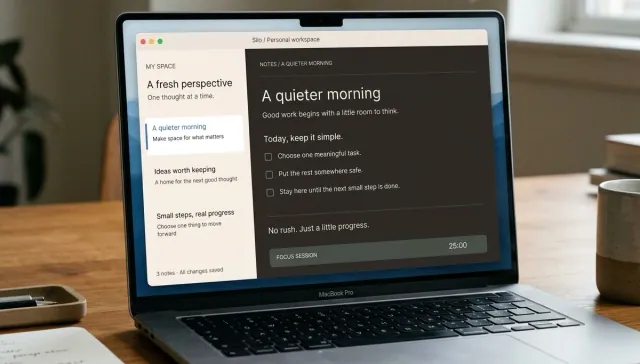 Silo / Personal workspace
MY SPACE
A fresh perspective
One thought at a time.
A quieter morning
Make space for what matters
Ideas worth keeping
A home for the next good thought
Small steps, real progress
Choose one thing to move
forward
3 notes · All changes saved
NOTES / A QUIETER MORNING
A quieter morning
Good work begins with a little room to think.
Today, keep it simple.
Choose one meaningful task.
Put the rest somewhere safe.
Stay here until the next small step is done.
No rush. Just a little progress.
FOCUS SESSION
25:00
MacBook Pro